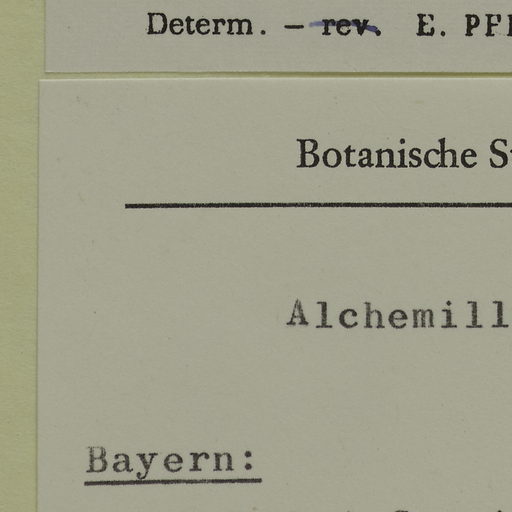 Determ. — rev. E. PF
Botanische S
Alchemill
Bayern: